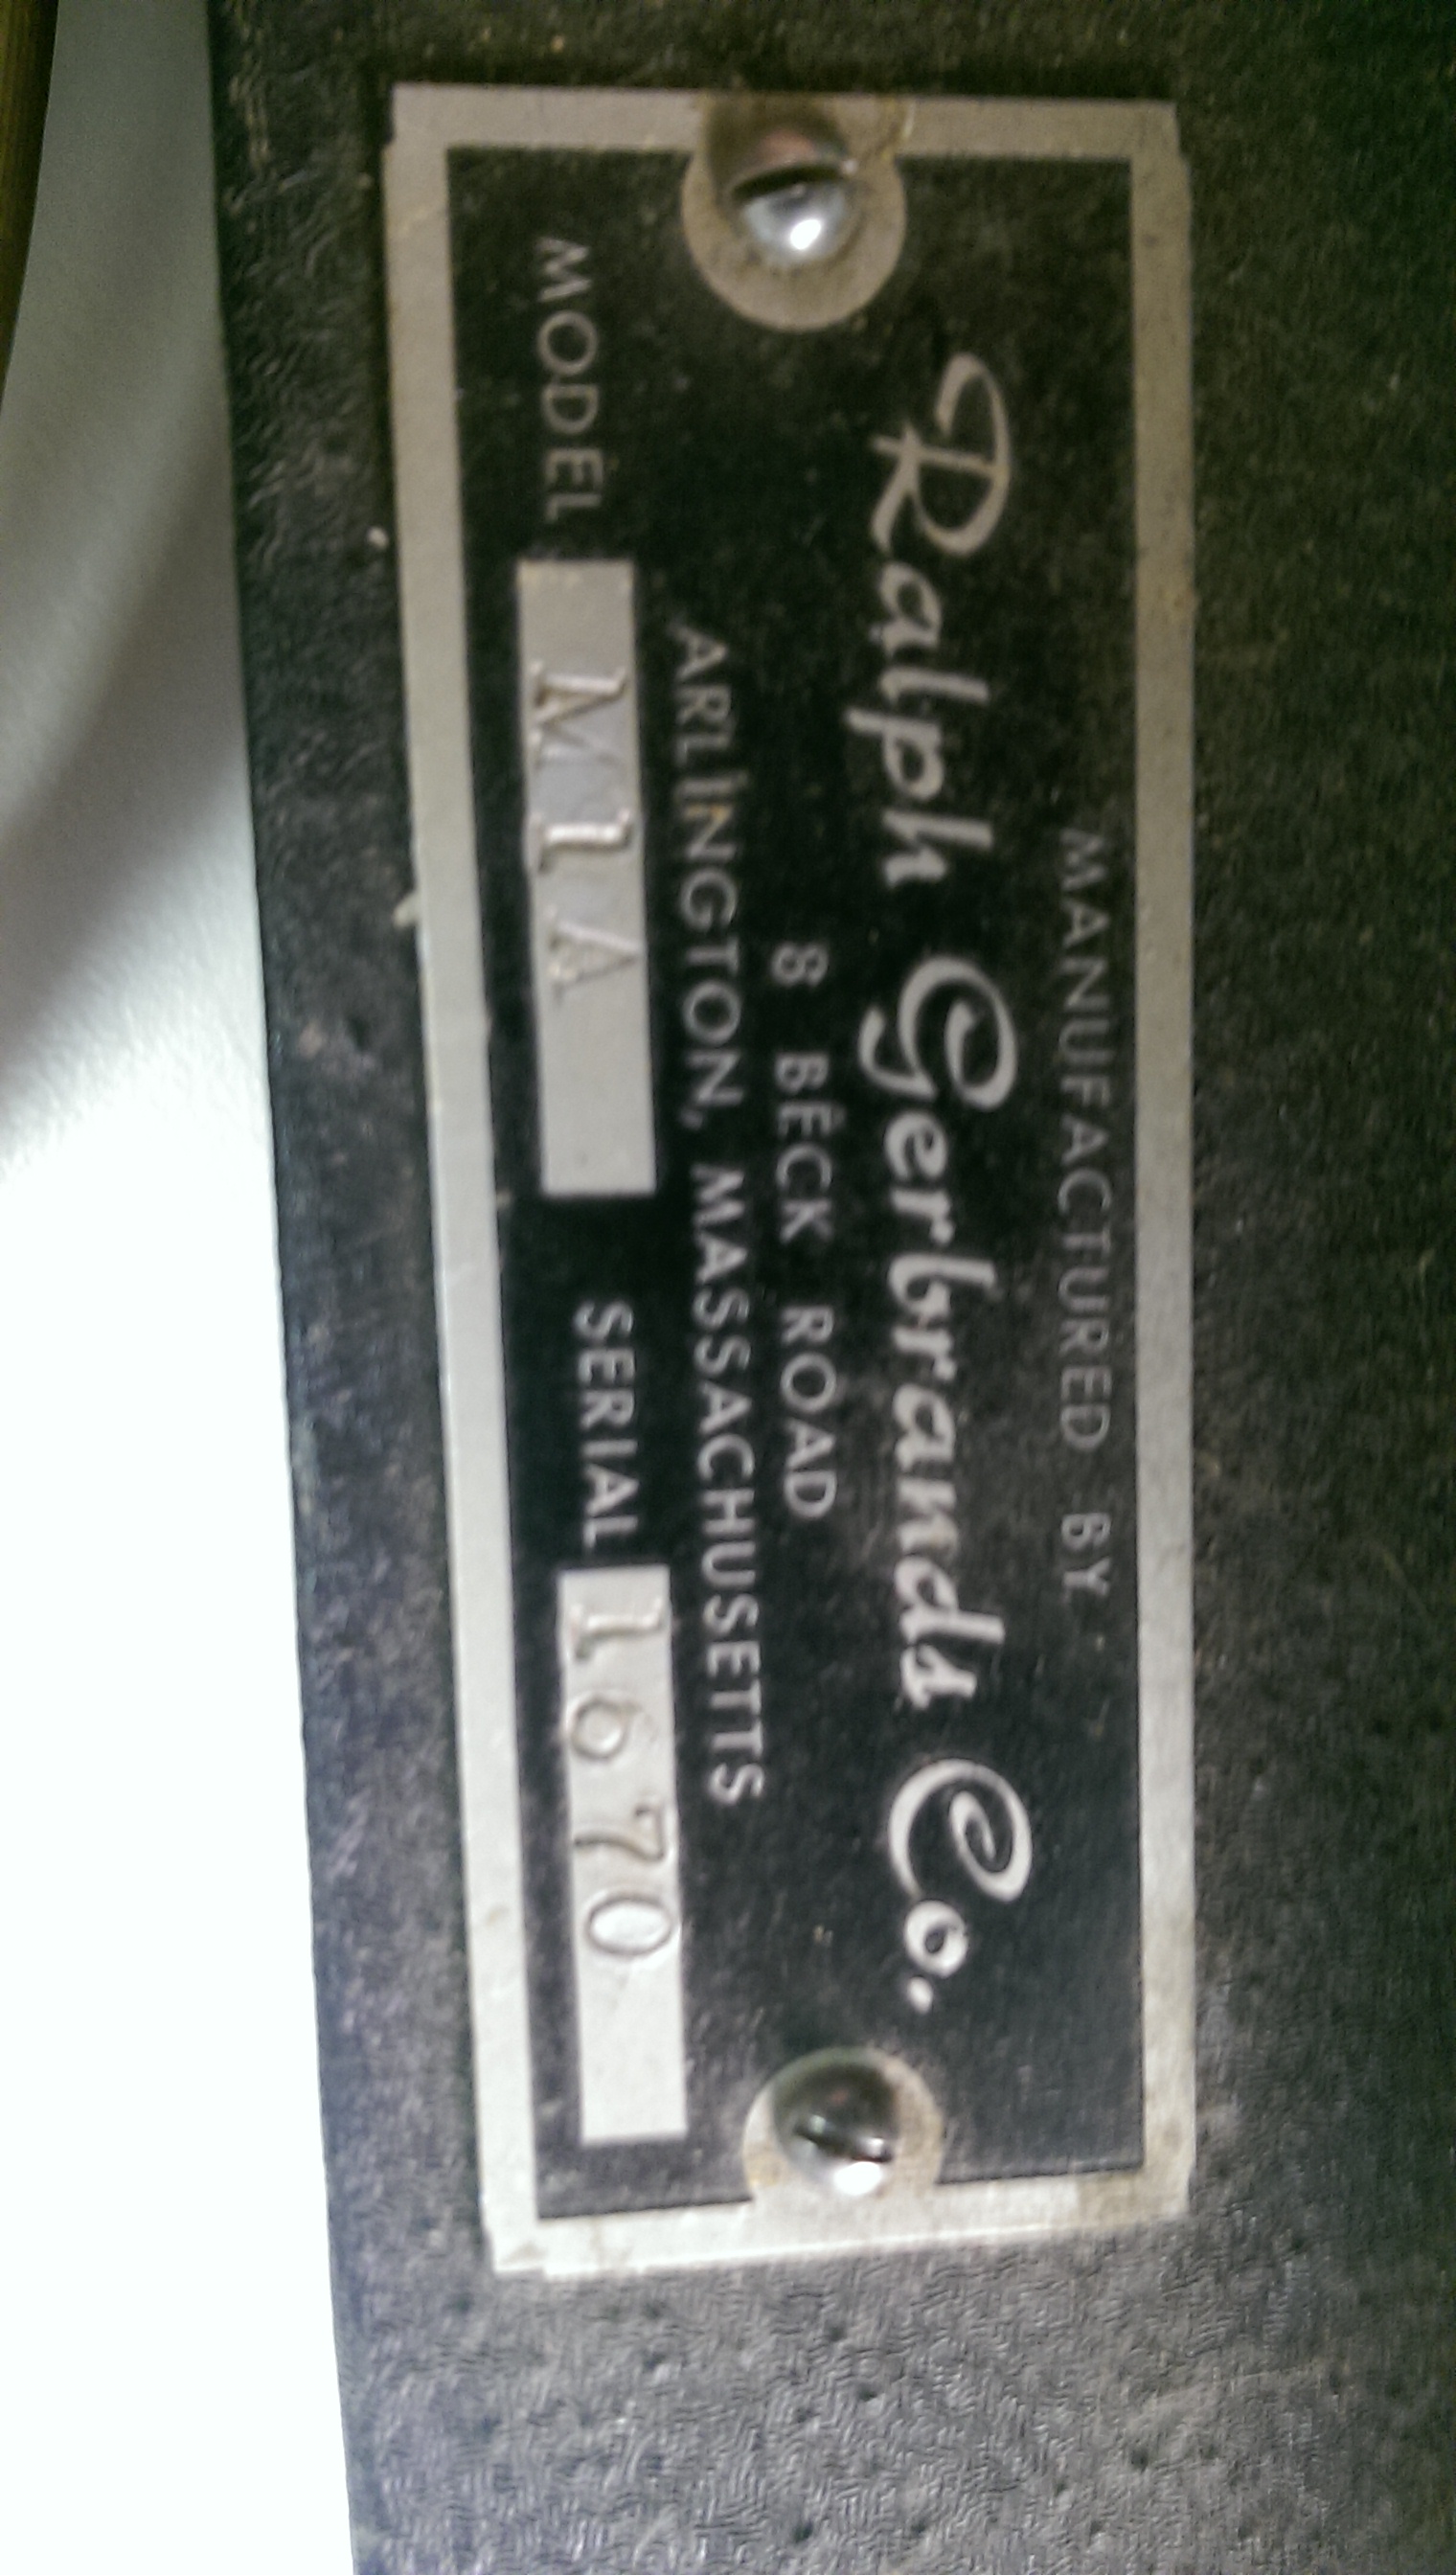 MANUFACTURED BY
Ralph Gerbrands Co.
8 BECK ROAD
ARLINGTON, MASSACHUSETTS
MODEL M1A SERIAL 1670